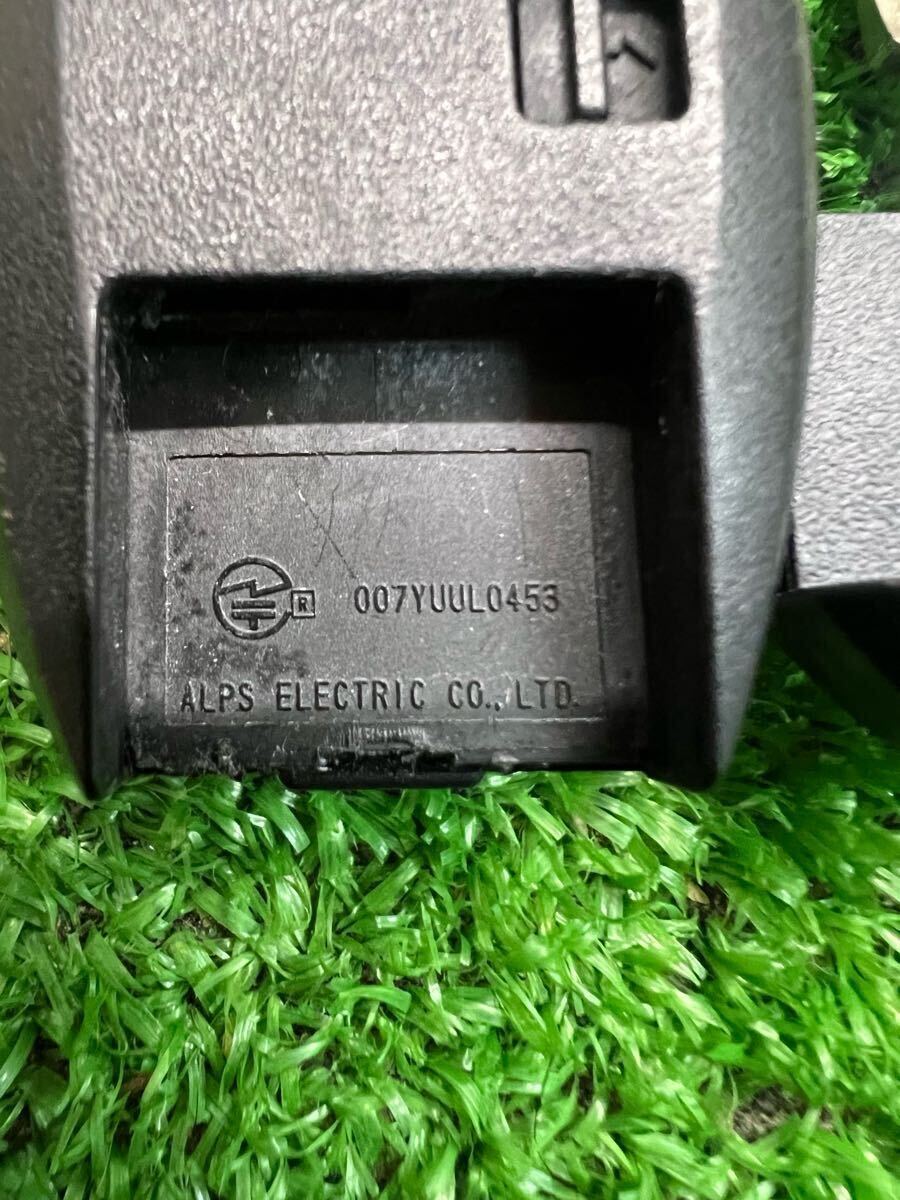 R 007YUUL0453
ALPS ELECTRIC CO., LTD.